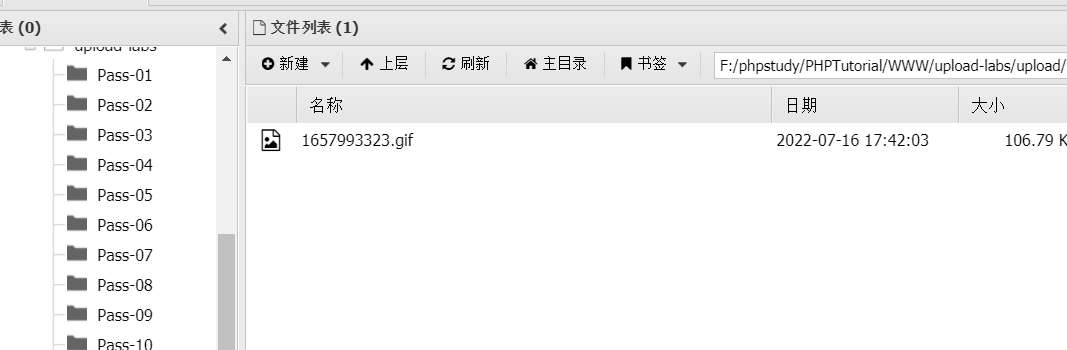 表 (0)
文件列表 (1)
upload-labs
Pass-01
Pass-02
Pass-03
Pass-04
Pass-05
Pass-06
Pass-07
Pass-08
Pass-09
Pass-10
新建 上层 刷新 主目录 书签 F:/phpstudy/PHPTutorial/WWW/upload-labs/upload/
名称 日期 大小
1657993323.gif 2022-07-16 17:42:03 106.79 K